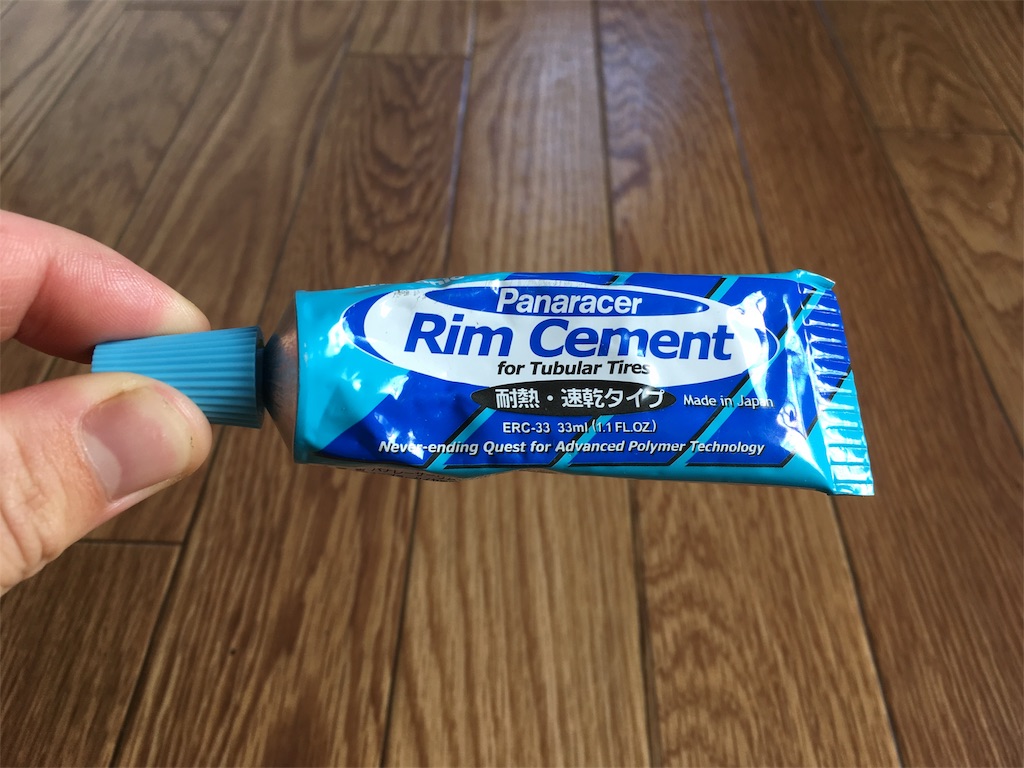 Panaracer
Rim Cement
for Tubular Tires
耐熱・速乾タイプ Made in Japan
ERC-33 33ml (1.1 FL.OZ.)
Never-ending Quest for Advanced Polymer Technology